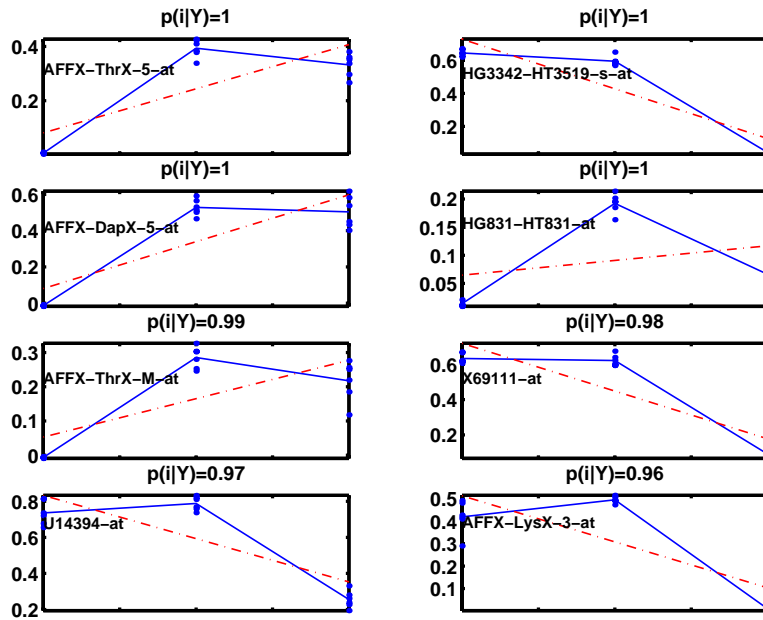 p(i|Y)=1
0.4
0.2
AFFX-ThrX-5-at
p(i|Y)=1
0.6
0.4
0.2
HG3342-HT3519-s-at
p(i|Y)=1
0.6
0.4
0.2
0
AFFX-DapX-5-at
p(i|Y)=1
0.2
0.15
0.1
0.05
HG831-HT831-at
p(i|Y)=0.99
0.3
0.2
0.1
0
AFFX-ThrX-M-at
p(i|Y)=0.98
0.6
0.4
0.2
X69111-at
p(i|Y)=0.97
0.8
0.6
0.4
0.2
U14394-at
p(i|Y)=0.96
0.5
0.4
0.3
0.2
0.1
AFFX-LysX-3-at